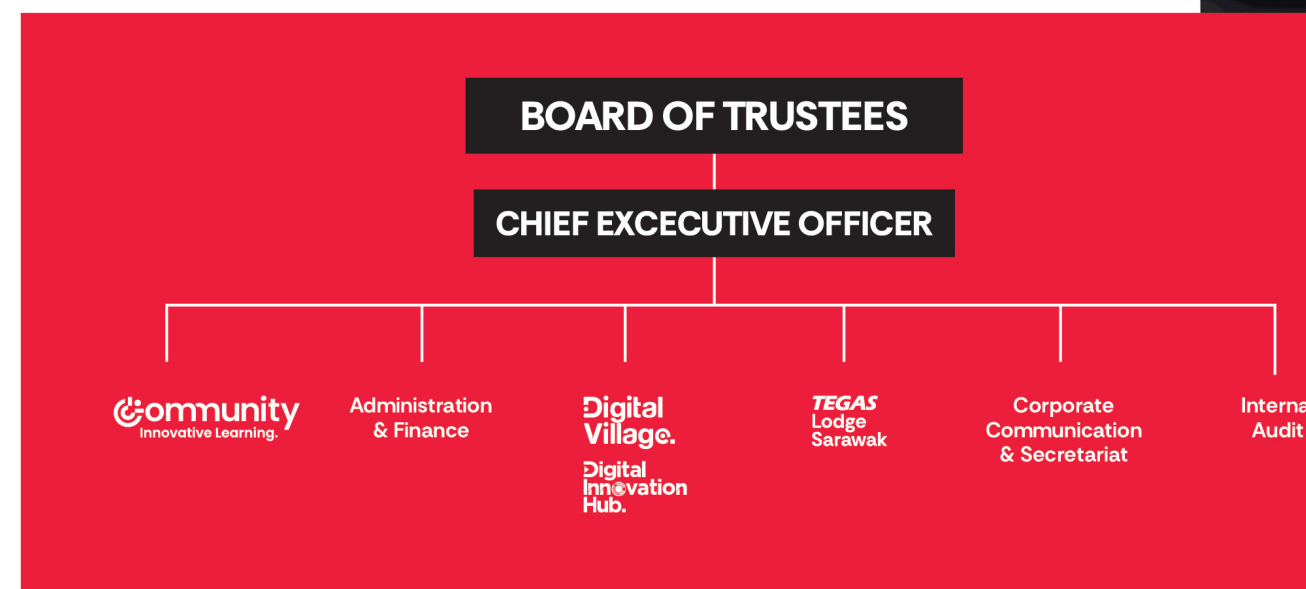 BOARD OF TRUSTEES
CHIEF EXCECUTIVE OFFICER
Community
Innovative Learning.
Administration
& Finance
Digital
Village.
Digital
Innovation
Hub.
TEGAS
Lodge
Sarawak
Corporate
Communication
& Secretariat
Interna
Audit